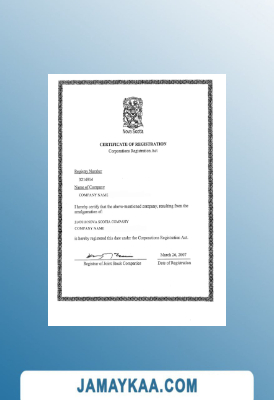 Nova Scotia
CERTIFICATE OF REGISTRATION
Corporations Registration Act
Registry Number
Name of Company
COMPANY NAME
I hereby certify that the above-mentioned company, resulting from the
amalgamation of:
NOVA SCOTIA COMPANY
COMPANY NAME
is hereby registered this date under the Corporations Registration Act.
Registrar of Joint Stock Companies
March 26, 2007
Date of Registration
JAMAYKAA.COM